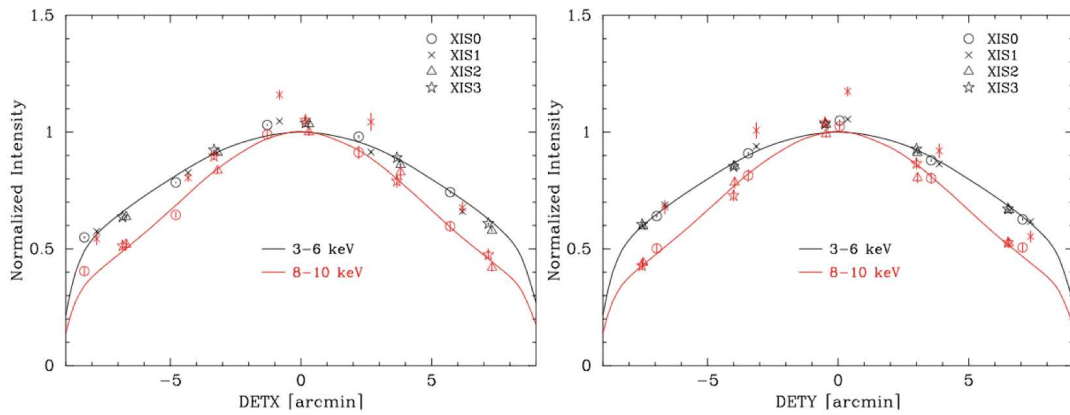 1.5
1
0.5
0
Normalized Intensity
XIS0
XIS1
XIS2
XIS3
3−6 keV
8−10 keV
−5 0 5
DETX [arcmin]
1.5
1
0.5
0
Normalized Intensity
XIS0
XIS1
XIS2
XIS3
3−6 keV
8−10 keV
−5 0 5
DETY [arcmin]